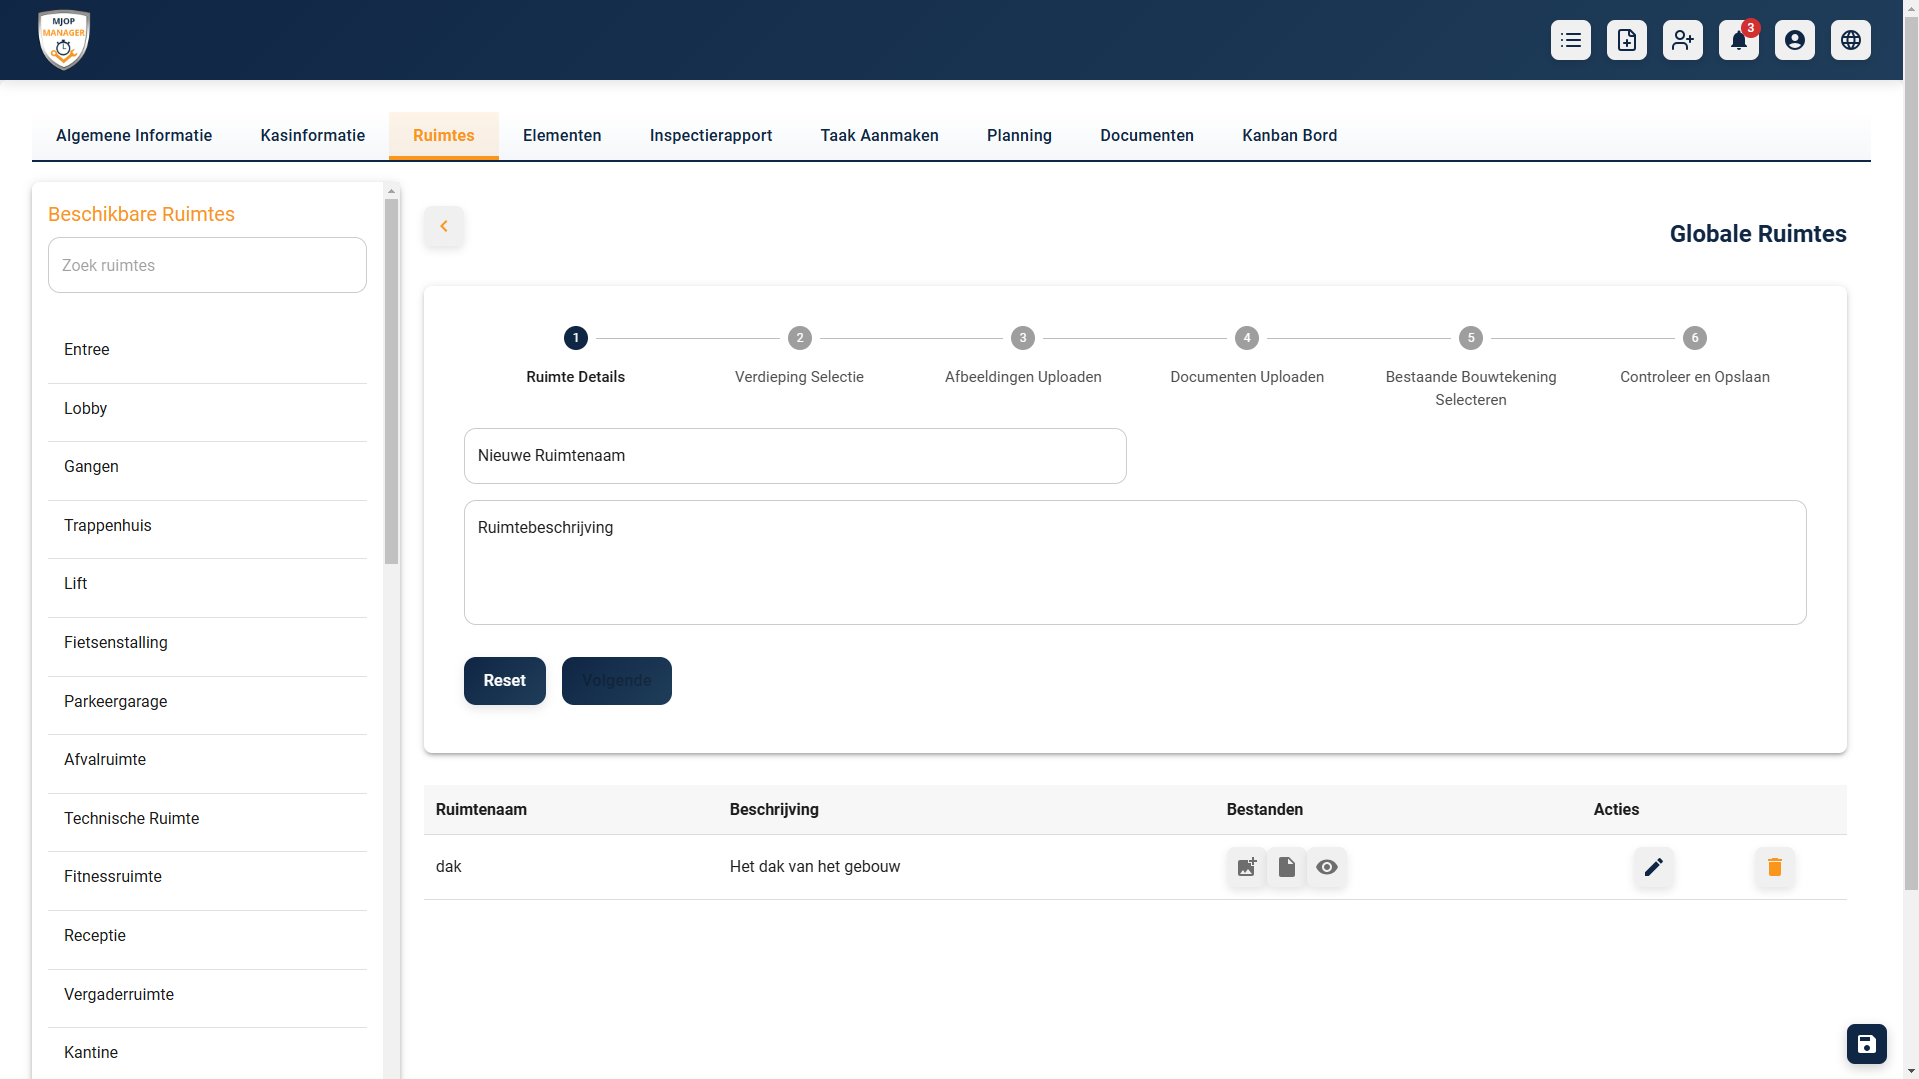 MJOP
MANAGER
3
Algemene Informatie
Kasinformatie
Ruimtes
Elementen
Inspectierapport
Taak Aanmaken
Planning
Documenten
Kanban Bord
Beschikbare Ruimtes
Zoek ruimtes
Entree
Lobby
Gangen
Trappenhuis
Lift
Fietsenstalling
Parkeergarage
Afvalruimte
Technische Ruimte
Fitnessruimte
Receptie
Vergaderruimte
Kantine
Globale Ruimtes
1
Ruimte Details
2
Verdieping Selectie
3
Afbeeldingen Uploaden
4
Documenten Uploaden
5
Bestaande Bouwtekening
Selecteren
6
Controleer en Opslaan
Nieuwe Ruimtenaam
Ruimtebeschrijving
Reset
Volgende
Ruimtenaam
Beschrijving
Bestanden
Acties
dak
Het dak van het gebouw